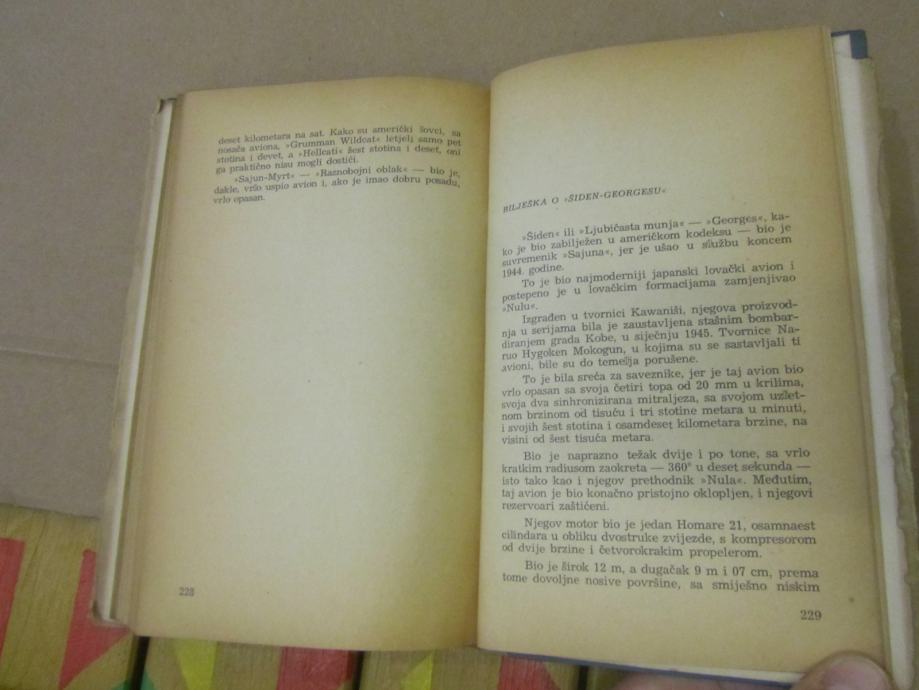 deset kilometara na sat. Kako su američki lovci, sa
nosača aviona, »Grumman Wildcat« letjeli samo pet
stotina i devet, a »Hellcati« šest stotina i deset, oni
ga praktično nisu mogli dostići.
»Sajun-Myrt« — »Raznobojni oblak« — bio je,
dakle, vrlo uspio avion i, ako je imao dobru posadu,
vrlo opasan.
228
BILJEŠKA O »ŠIDEN-GEORGESU«
»Šiden« ili »Ljubičasta munja« — »Georges«, ka-
ko je bio zabilježen u američkom kodeksu — bio je
suvremenik »Sajuna«, jer je ušao u službu koncem
1944. godine.
To je bio najmoderniji japanski lovački avion i
postepeno je u lovačkim formacijama zamjenjivao
»Nulu«.
Izgrađen u tvornici Kawaniši, njegova proizvod-
nja u serijama bila je zaustavljena stašnim bombar-
diranjem grada Kobe, u siječnju 1945. Tvornice Na-
ruo Hygoken Mokogun, u kojima su se sastavljali ti
avioni, bile su do temelja porušene.
To je bila sreća za saveznike, jer je taj avion bio
vrlo opasan sa svoja četiri topa od 20 mm u krilima,
svoja dva sinhronizirana mitraljeza, sa svojom uzlet-
nom brzinom od tisuću i tri stotine metara u minuti,
i svojih šest stotina i osamdeset kilometara brzine, na
visini od šest tisuća metara.
Bio je naprazno težak dvije i po tone, sa vrlo
kratkim radiusom zaokreta — 360° u deset sekunda —
isto tako kao i njegov prethodnik »Nula«. Međutim,
taj avion je bio konačno pristojno oklopljen, i njegovi
rezervoari zaštićeni.
Njegov motor bio je jedan Homare 21, osamnaest
cilindara u obliku dvostruke zvijezde, s kompresorom
od dvije brzine i četvorokrakim propelerom.
Bio je širok 12 m, a dugačak 9 m i 07 cm, prema
tome dovoljne nosive površine, sa smiješno niskim
229